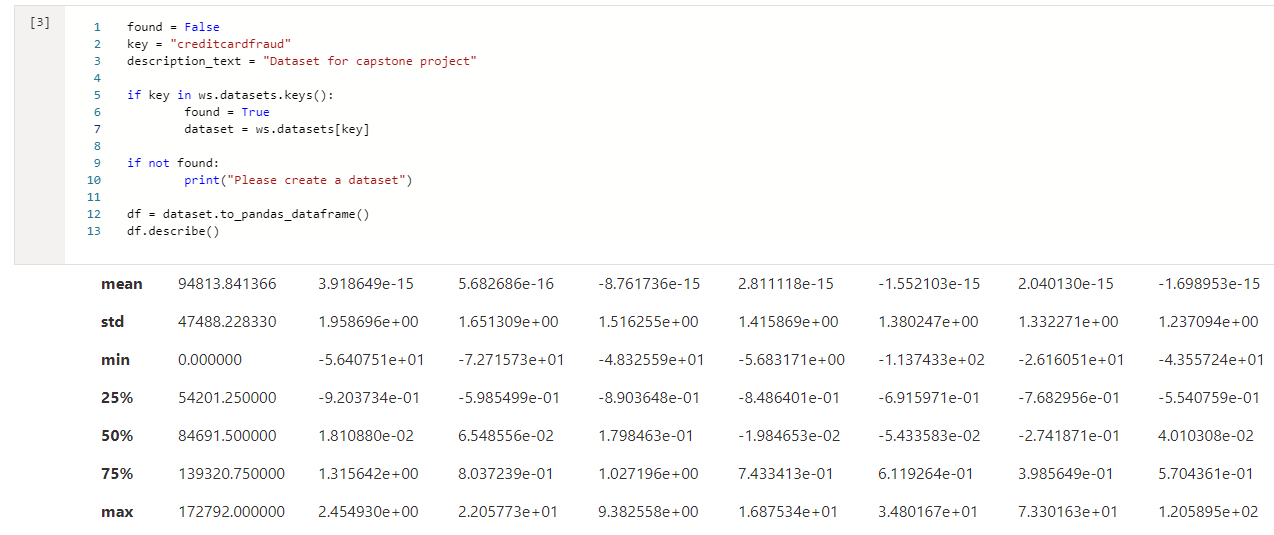 [3]
1 found = False
2 key = "creditcardfraud"
3 description_text = "Dataset for capstone project"
4
5 if key in ws.datasets.keys():
6         found = True
7         dataset = ws.datasets[key]
8
9 if not found:
10         print("Please create a dataset")
11
12 df = dataset.to_pandas_dataframe()
13 df.describe()
mean 94813.841366 3.918649e-15 5.682686e-16 -8.761736e-15 2.811118e-15 -1.552103e-15 2.040130e-15 -1.698953e-15
std 47488.228330 1.958696e+00 1.651309e+00 1.516255e+00 1.415869e+00 1.380247e+00 1.332271e+00 1.237094e+00
min 0.000000 -5.640751e+01 -7.271573e+01 -4.832559e+01 -5.683171e+00 -1.137433e+02 -2.616051e+01 -4.355724e+01
25% 54201.250000 -9.203734e-01 -5.985499e-01 -8.903648e-01 -8.486401e-01 -6.915971e-01 -7.682956e-01 -5.540759e-01
50% 84691.500000 1.810880e-02 6.548556e-02 1.798463e-01 -1.984653e-02 -5.433583e-02 -2.741871e-01 4.010308e-02
75% 139320.750000 1.315642e+00 8.037239e-01 1.027196e+00 7.433413e-01 6.119264e-01 3.985649e-01 5.704361e-01
max 172792.000000 2.454930e+00 2.205773e+01 9.382558e+00 1.687534e+01 3.480167e+01 7.330163e+01 1.205895e+02